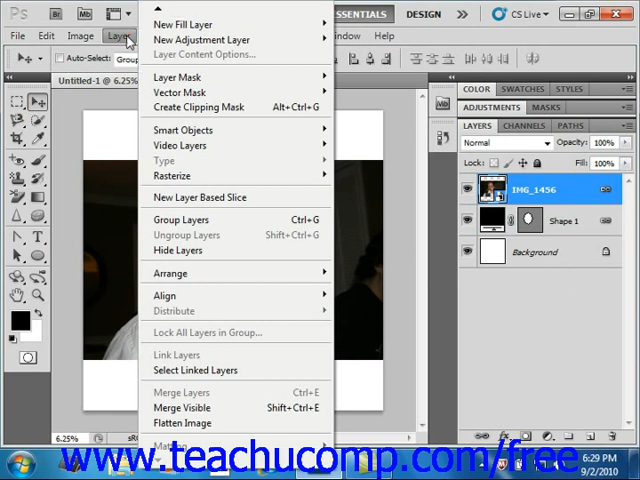 Ps Br Mb ESSENTIALS DESIGN CS Live
File Edit Image Layer indow Help
Auto-Select: Group
Untitled-1 @ 6.25%
New Fill Layer
New Adjustment Layer
Layer Content Options...
Layer Mask
Vector Mask
Create Clipping Mask Alt+Ctrl+G
Smart Objects
Video Layers
Type
Rasterize
New Layer Based Slice
Group Layers Ctrl+G
Ungroup Layers Shift+Ctrl+G
Hide Layers
Arrange
Align
Distribute
Lock All Layers in Group...
Link Layers
Select Linked Layers
Merge Layers Ctrl+E
Merge Visible Shift+Ctrl+E
Flatten Image
Matting
COLOR SWATCHES STYLES
ADJUSTMENTS MASKS
LAYERS CHANNELS PATHS
Normal Opacity: 100%
Lock: Fill: 100%
IMG_1456
Shape 1
Background
6.25%
www.teachucomp.com/free
6:29 PM
9/2/2010